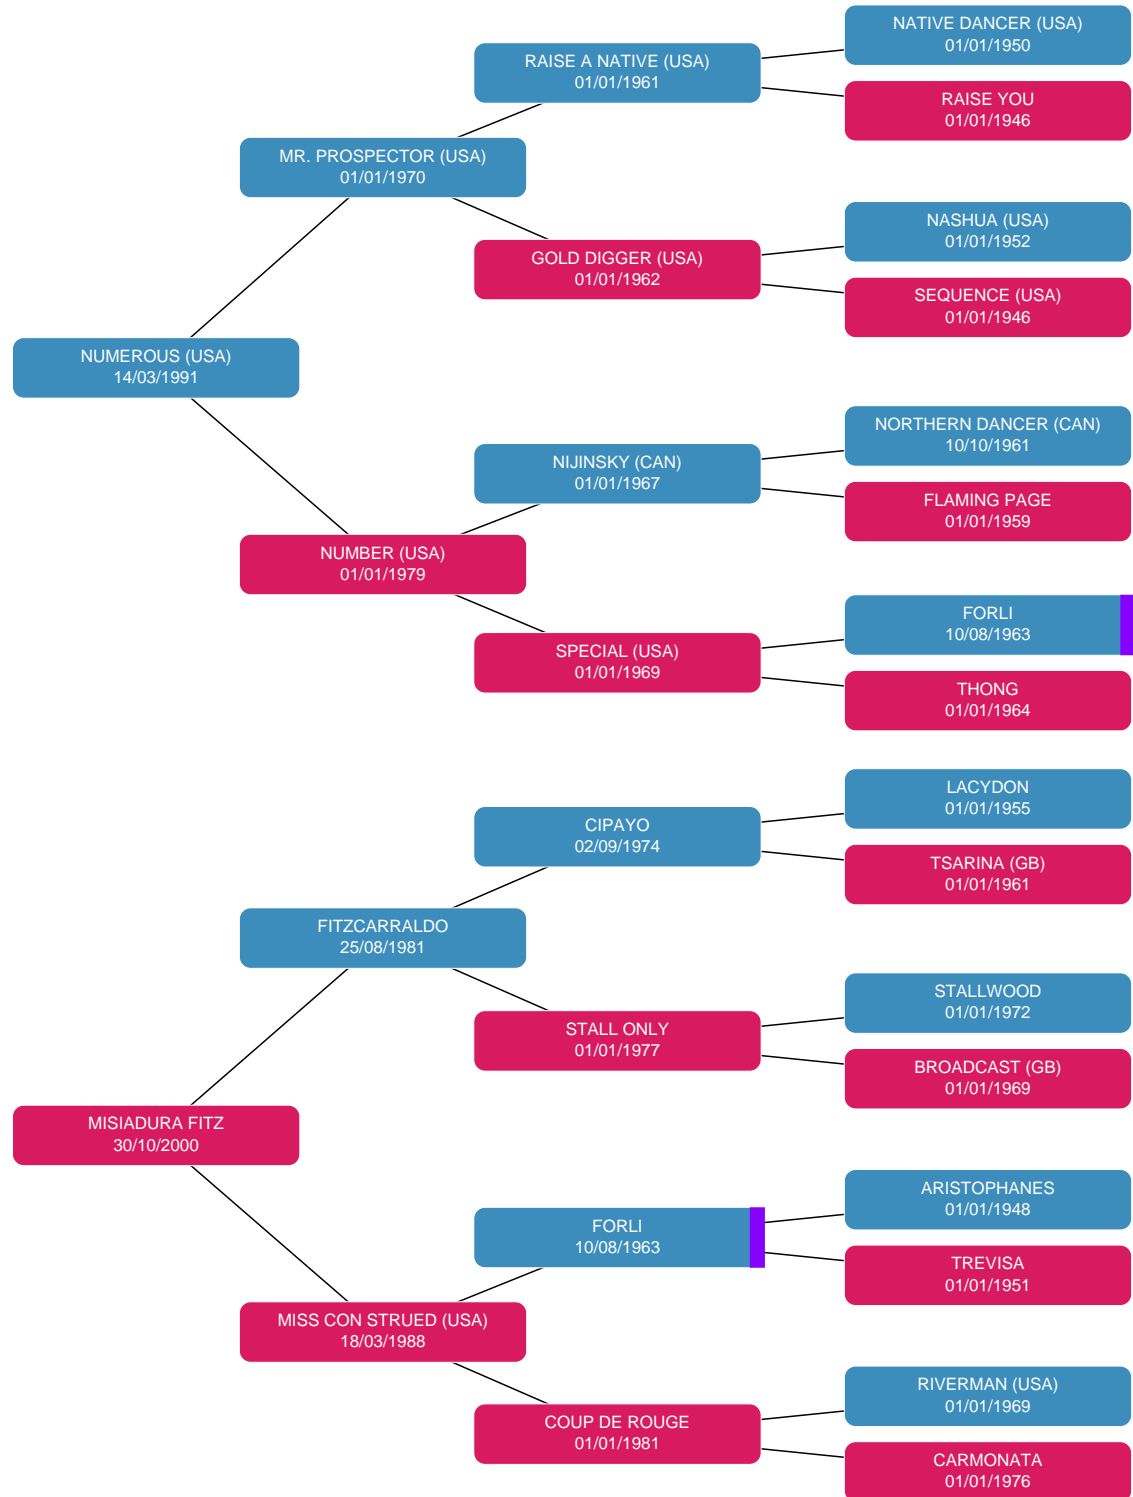 NATIVE DANCER (USA)
01/01/1950
RAISE A NATIVE (USA)
01/01/1961
RAISE YOU
01/01/1946
MR. PROSPECTOR (USA)
01/01/1970
NASHUA (USA)
01/01/1952
GOLD DIGGER (USA)
01/01/1962
SEQUENCE (USA)
01/01/1946
NUMEROUS (USA)
14/03/1991
NORTHERN DANCER (CAN)
10/10/1961
NIJINSKY (CAN)
01/01/1967
FLAMING PAGE
01/01/1959
NUMBER (USA)
01/01/1979
FORLI
10/08/1963
SPECIAL (USA)
01/01/1969
THONG
01/01/1964
LACYDON
01/01/1955
CIPAYO
02/09/1974
TSARINA (GB)
01/01/1961
FITZCARRALDO
25/08/1981
STALLWOOD
01/01/1972
STALL ONLY
01/01/1977
BROADCAST (GB)
01/01/1969
MISIADURA FITZ
30/10/2000
ARISTOPHANES
01/01/1948
FORLI
10/08/1963
TREVISA
01/01/1951
MISS CON STRUED (USA)
18/03/1988
RIVERMAN (USA)
01/01/1969
COUP DE ROUGE
01/01/1981
CARMONATA
01/01/1976